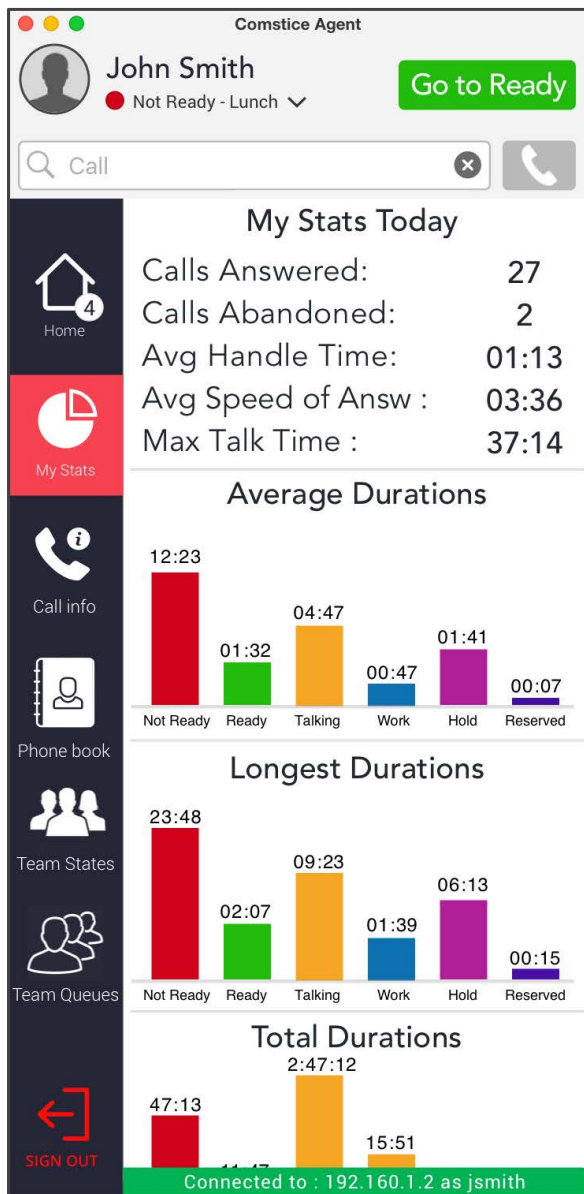 Comstice Agent
John Smith
Not Ready - Lunch
Go to Ready
Call
4
Home
My Stats
Call info
Phone book
Team States
Team Queues
SIGN OUT
My Stats Today
Calls Answered: 27
Calls Abandoned: 2
Avg Handle Time: 01:13
Avg Speed of Answ : 03:36
Max Talk Time : 37:14
Average Durations
12:23 01:32 04:47 00:47 01:41 00:07
Not Ready Ready Talking Work Hold Reserved
Longest Durations
23:48 02:07 09:23 01:39 06:13 00:15
Not Ready Ready Talking Work Hold Reserved
Total Durations
47:13 2:47:12 15:51
Connected to : 192.160.1.2 as jsmith